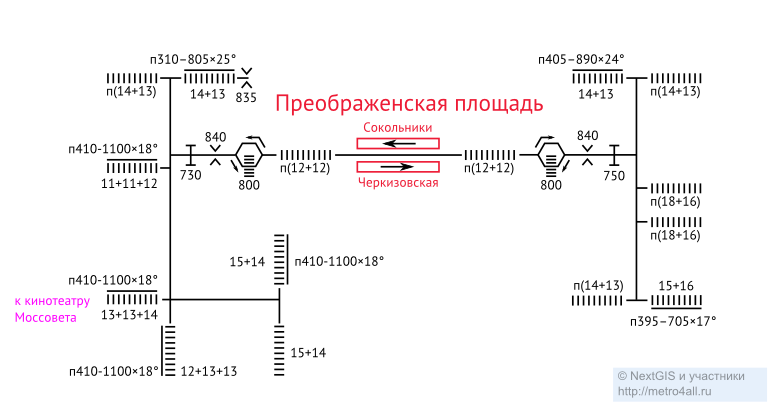 п310–805×25°
п405–890×24°
п(14+13)
14+13
835
14+13
п(14+13)
Преображенская площадь
Сокольники
п410-1100×18°
840
840
11+11+12
730
800
п(12+12)
Черкизовская
п(12+12)
800
750
п(18+16)
п(18+16)
15+14
п410-1100×18°
п410-1100×18°
п(14+13)
15+16
к кинотеатру
Моссовета
13+13+14
п395–705×17°
15+14
п410-1100×18°
12+13+13
© NextGIS и участники
http://metro4all.ru